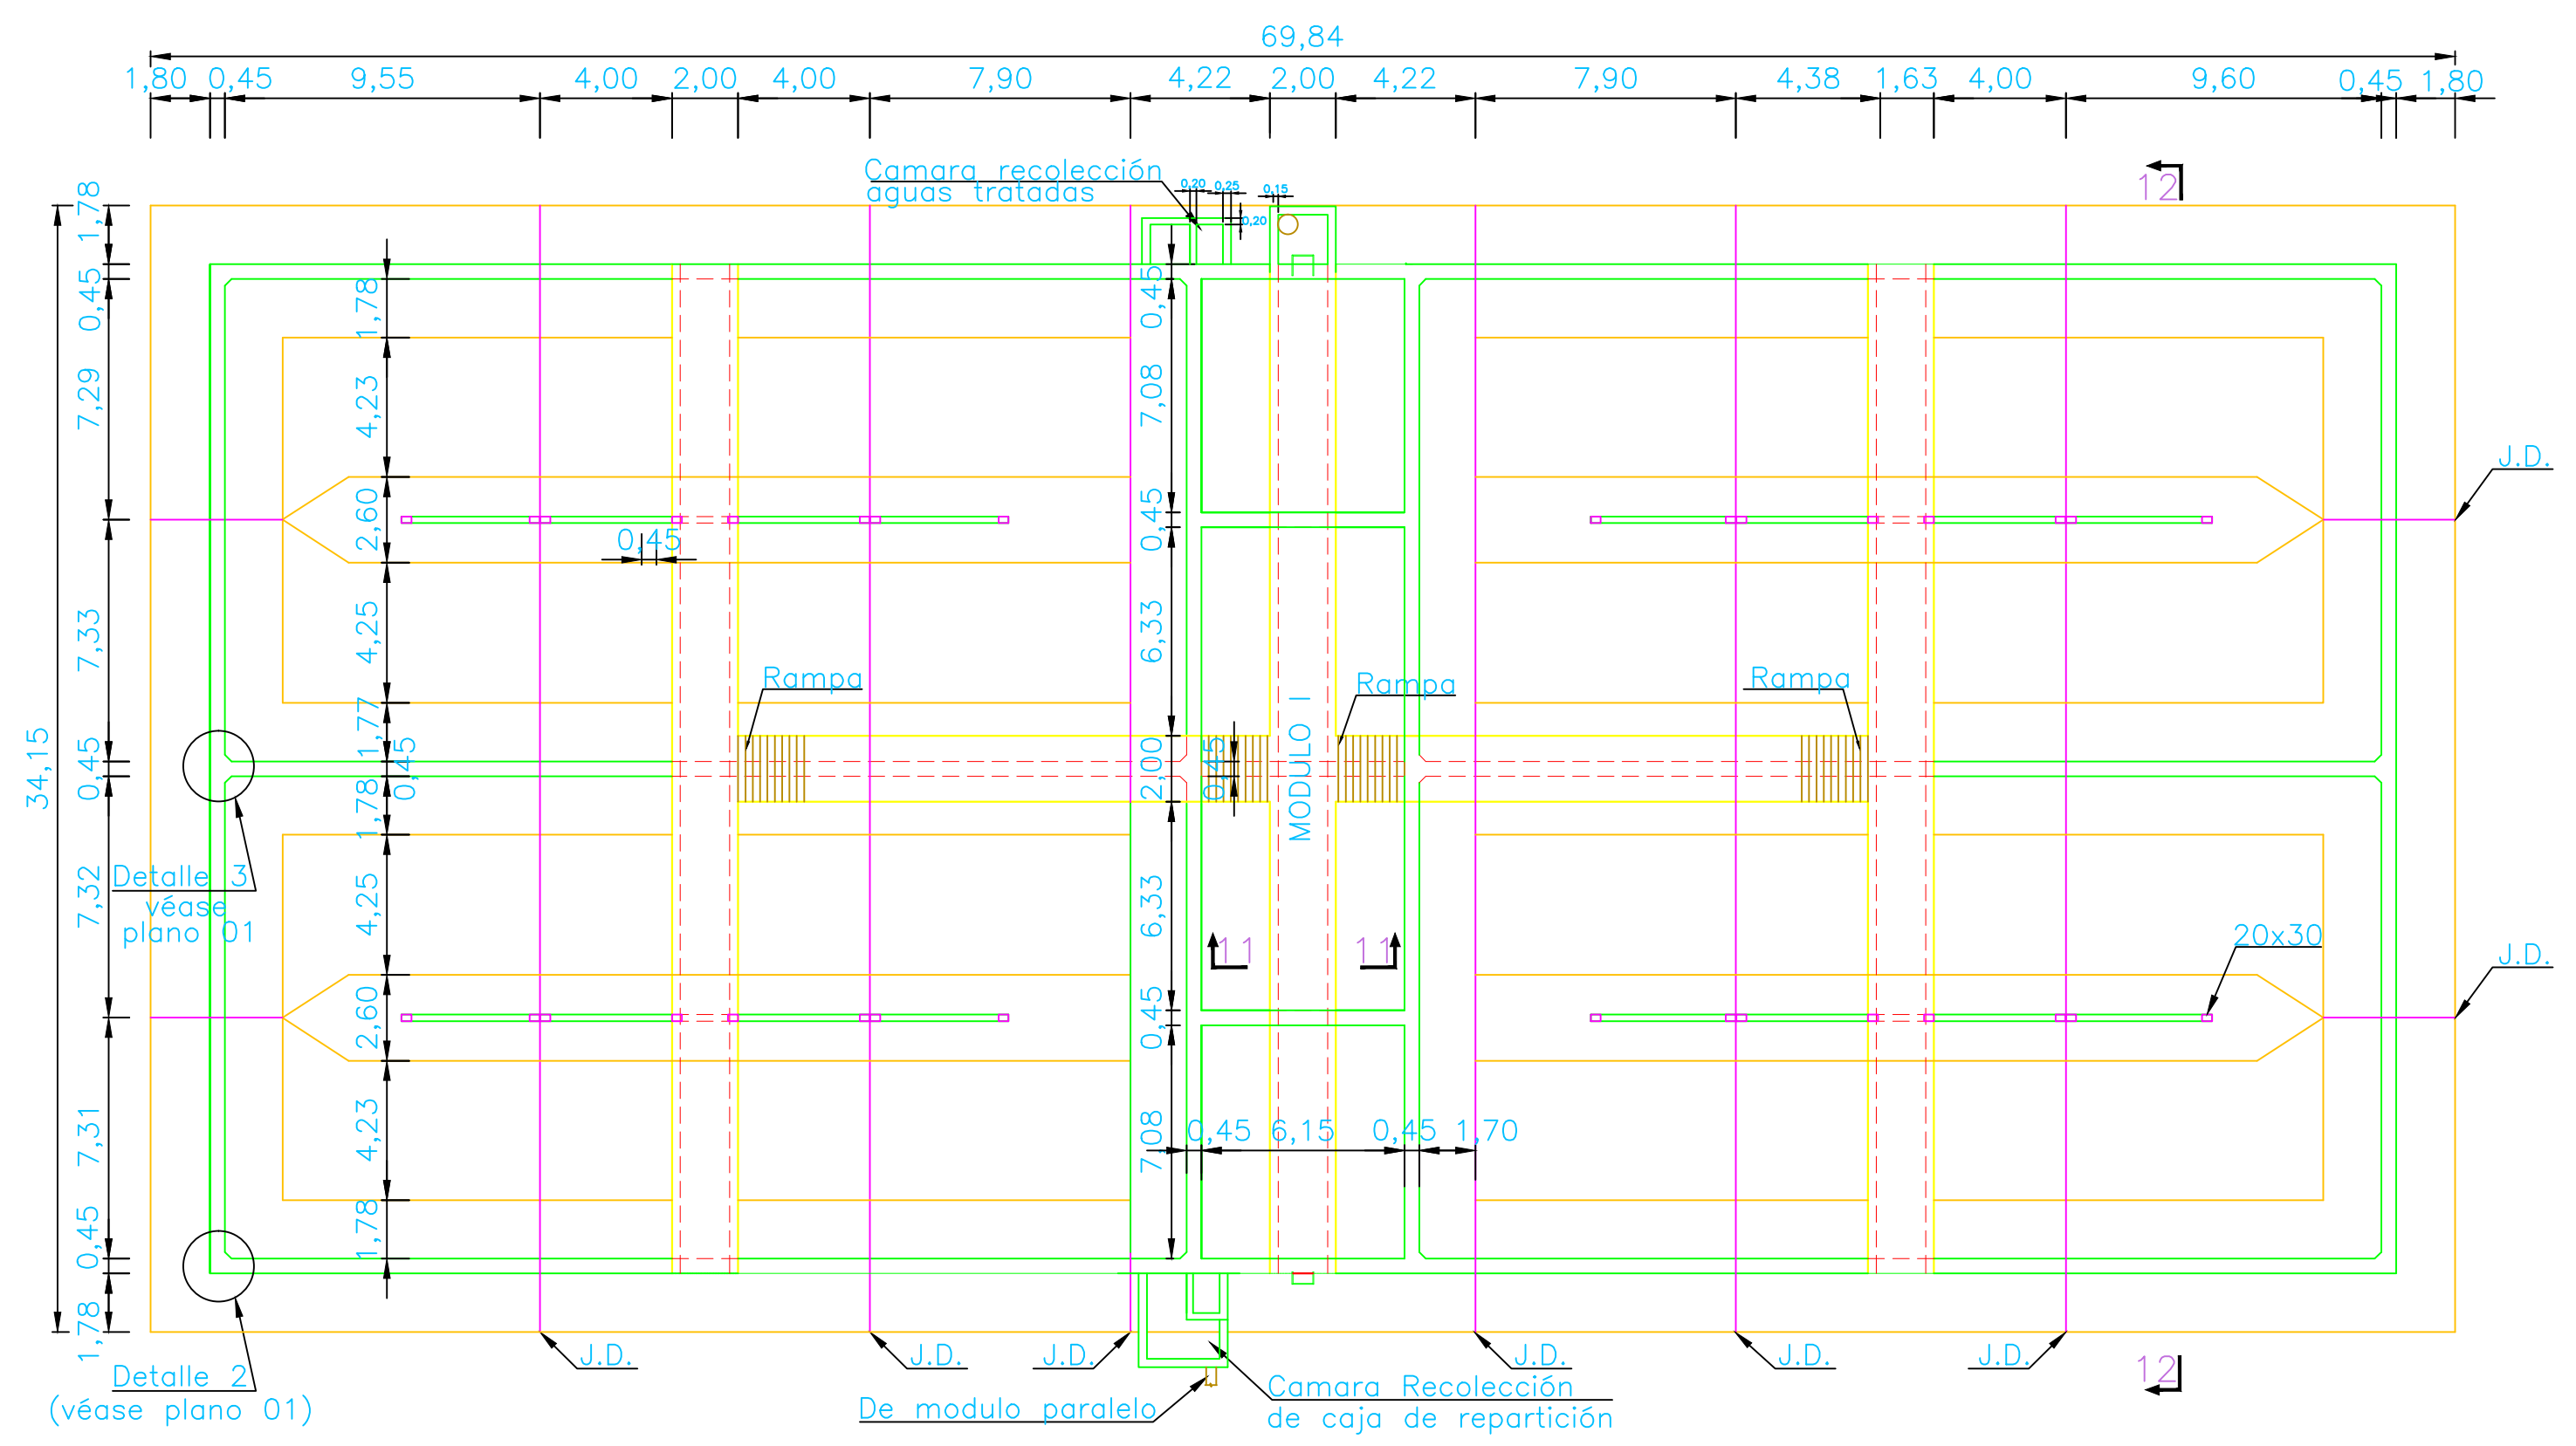 69,84
1,80 0,45 9,55 4,00 2,00 4,00 7,90 4,22 2,00 4,22 7,90 4,38 1,63 4,00 9,60 0,45 1,80
Camara recolección
aguas tratadas
0,20 0,25 0,15
0,20
12
34,15
1,78
0,45
7,29
7,33
0,45
7,32
7,31
0,45
1,78
1,78
4,23
2,60
4,25
1,77
0,45
1,78
4,25
2,60
4,23
1,78
0,45
0,45
7,08
0,45
6,33
2,00
0,45
6,33
0,45
7,08
J.D.
Rampa
Rampa
Rampa
MODULO I
Detalle 3
véase
plano 01
11 11
20x30
J.D.
0,45 6,15 0,45 1,70
J.D. J.D. J.D. J.D. J.D. J.D.
12
Detalle 2
(véase plano 01)
De modulo paralelo
Camara Recolección
de caja de repartición